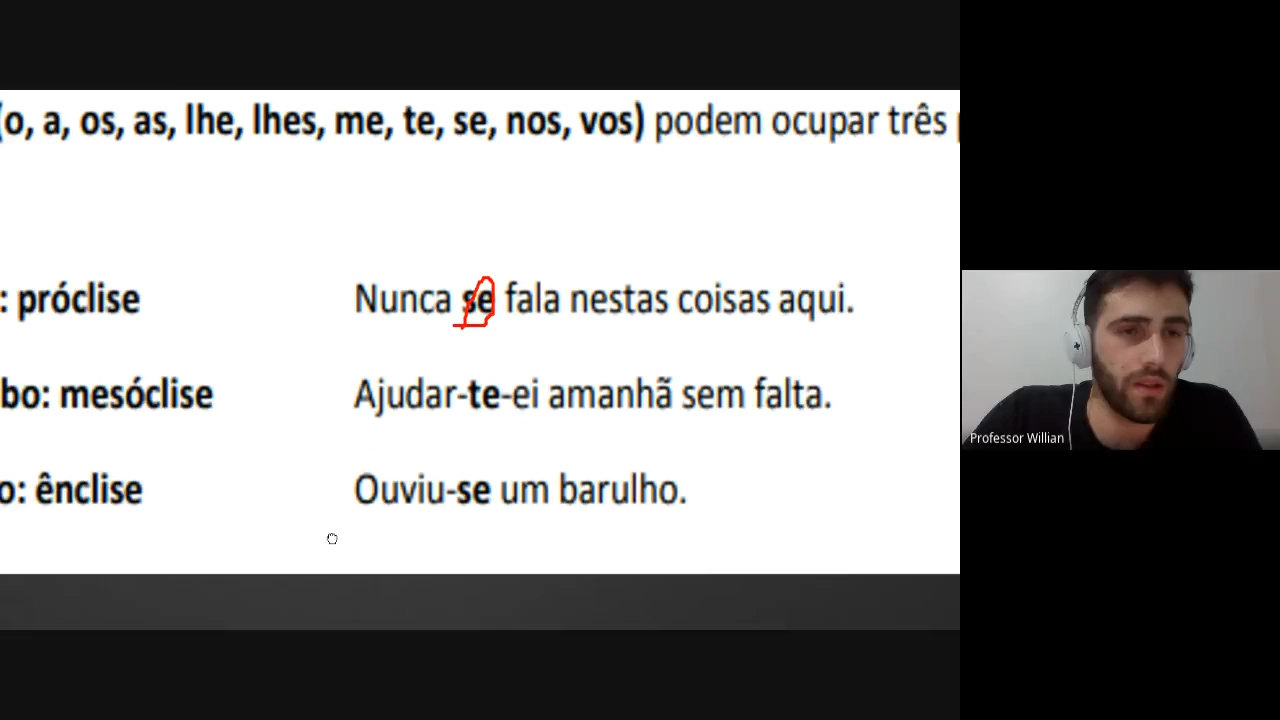 (o, a, os, as, lhe, lhes, me, te, se, nos, vos) podem ocupar três
: próclise Nunca se fala nestas coisas aqui.
bo: mesóclise Ajudar-te-ei amanhã sem falta.
o: ênclise Ouviu-se um barulho.
Professor Willian